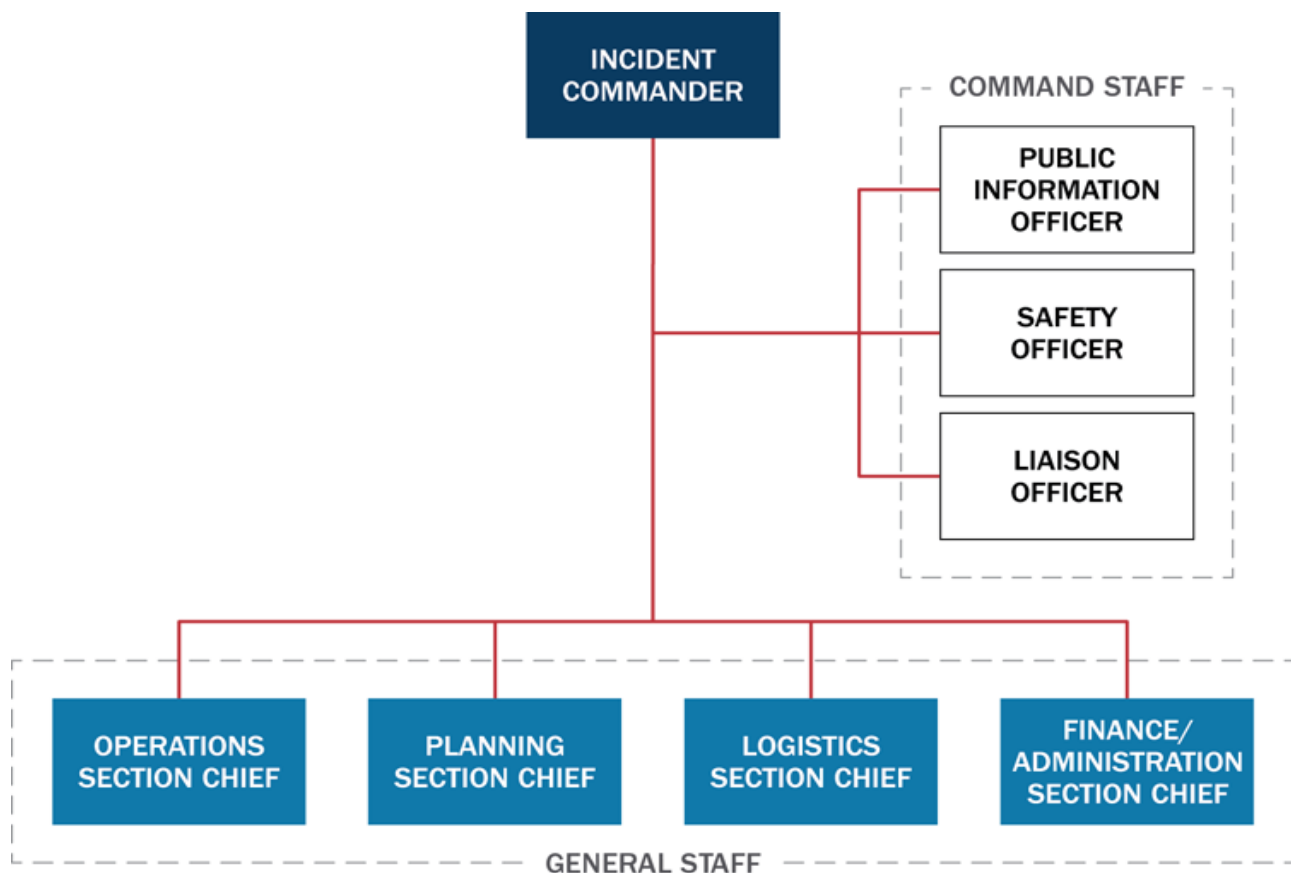 INCIDENT
COMMANDER
COMMAND STAFF
PUBLIC
INFORMATION
OFFICER
SAFETY
OFFICER
LIAISON
OFFICER
OPERATIONS
SECTION CHIEF
PLANNING
SECTION CHIEF
LOGISTICS
SECTION CHIEF
FINANCE/
ADMINISTRATION
SECTION CHIEF
GENERAL STAFF